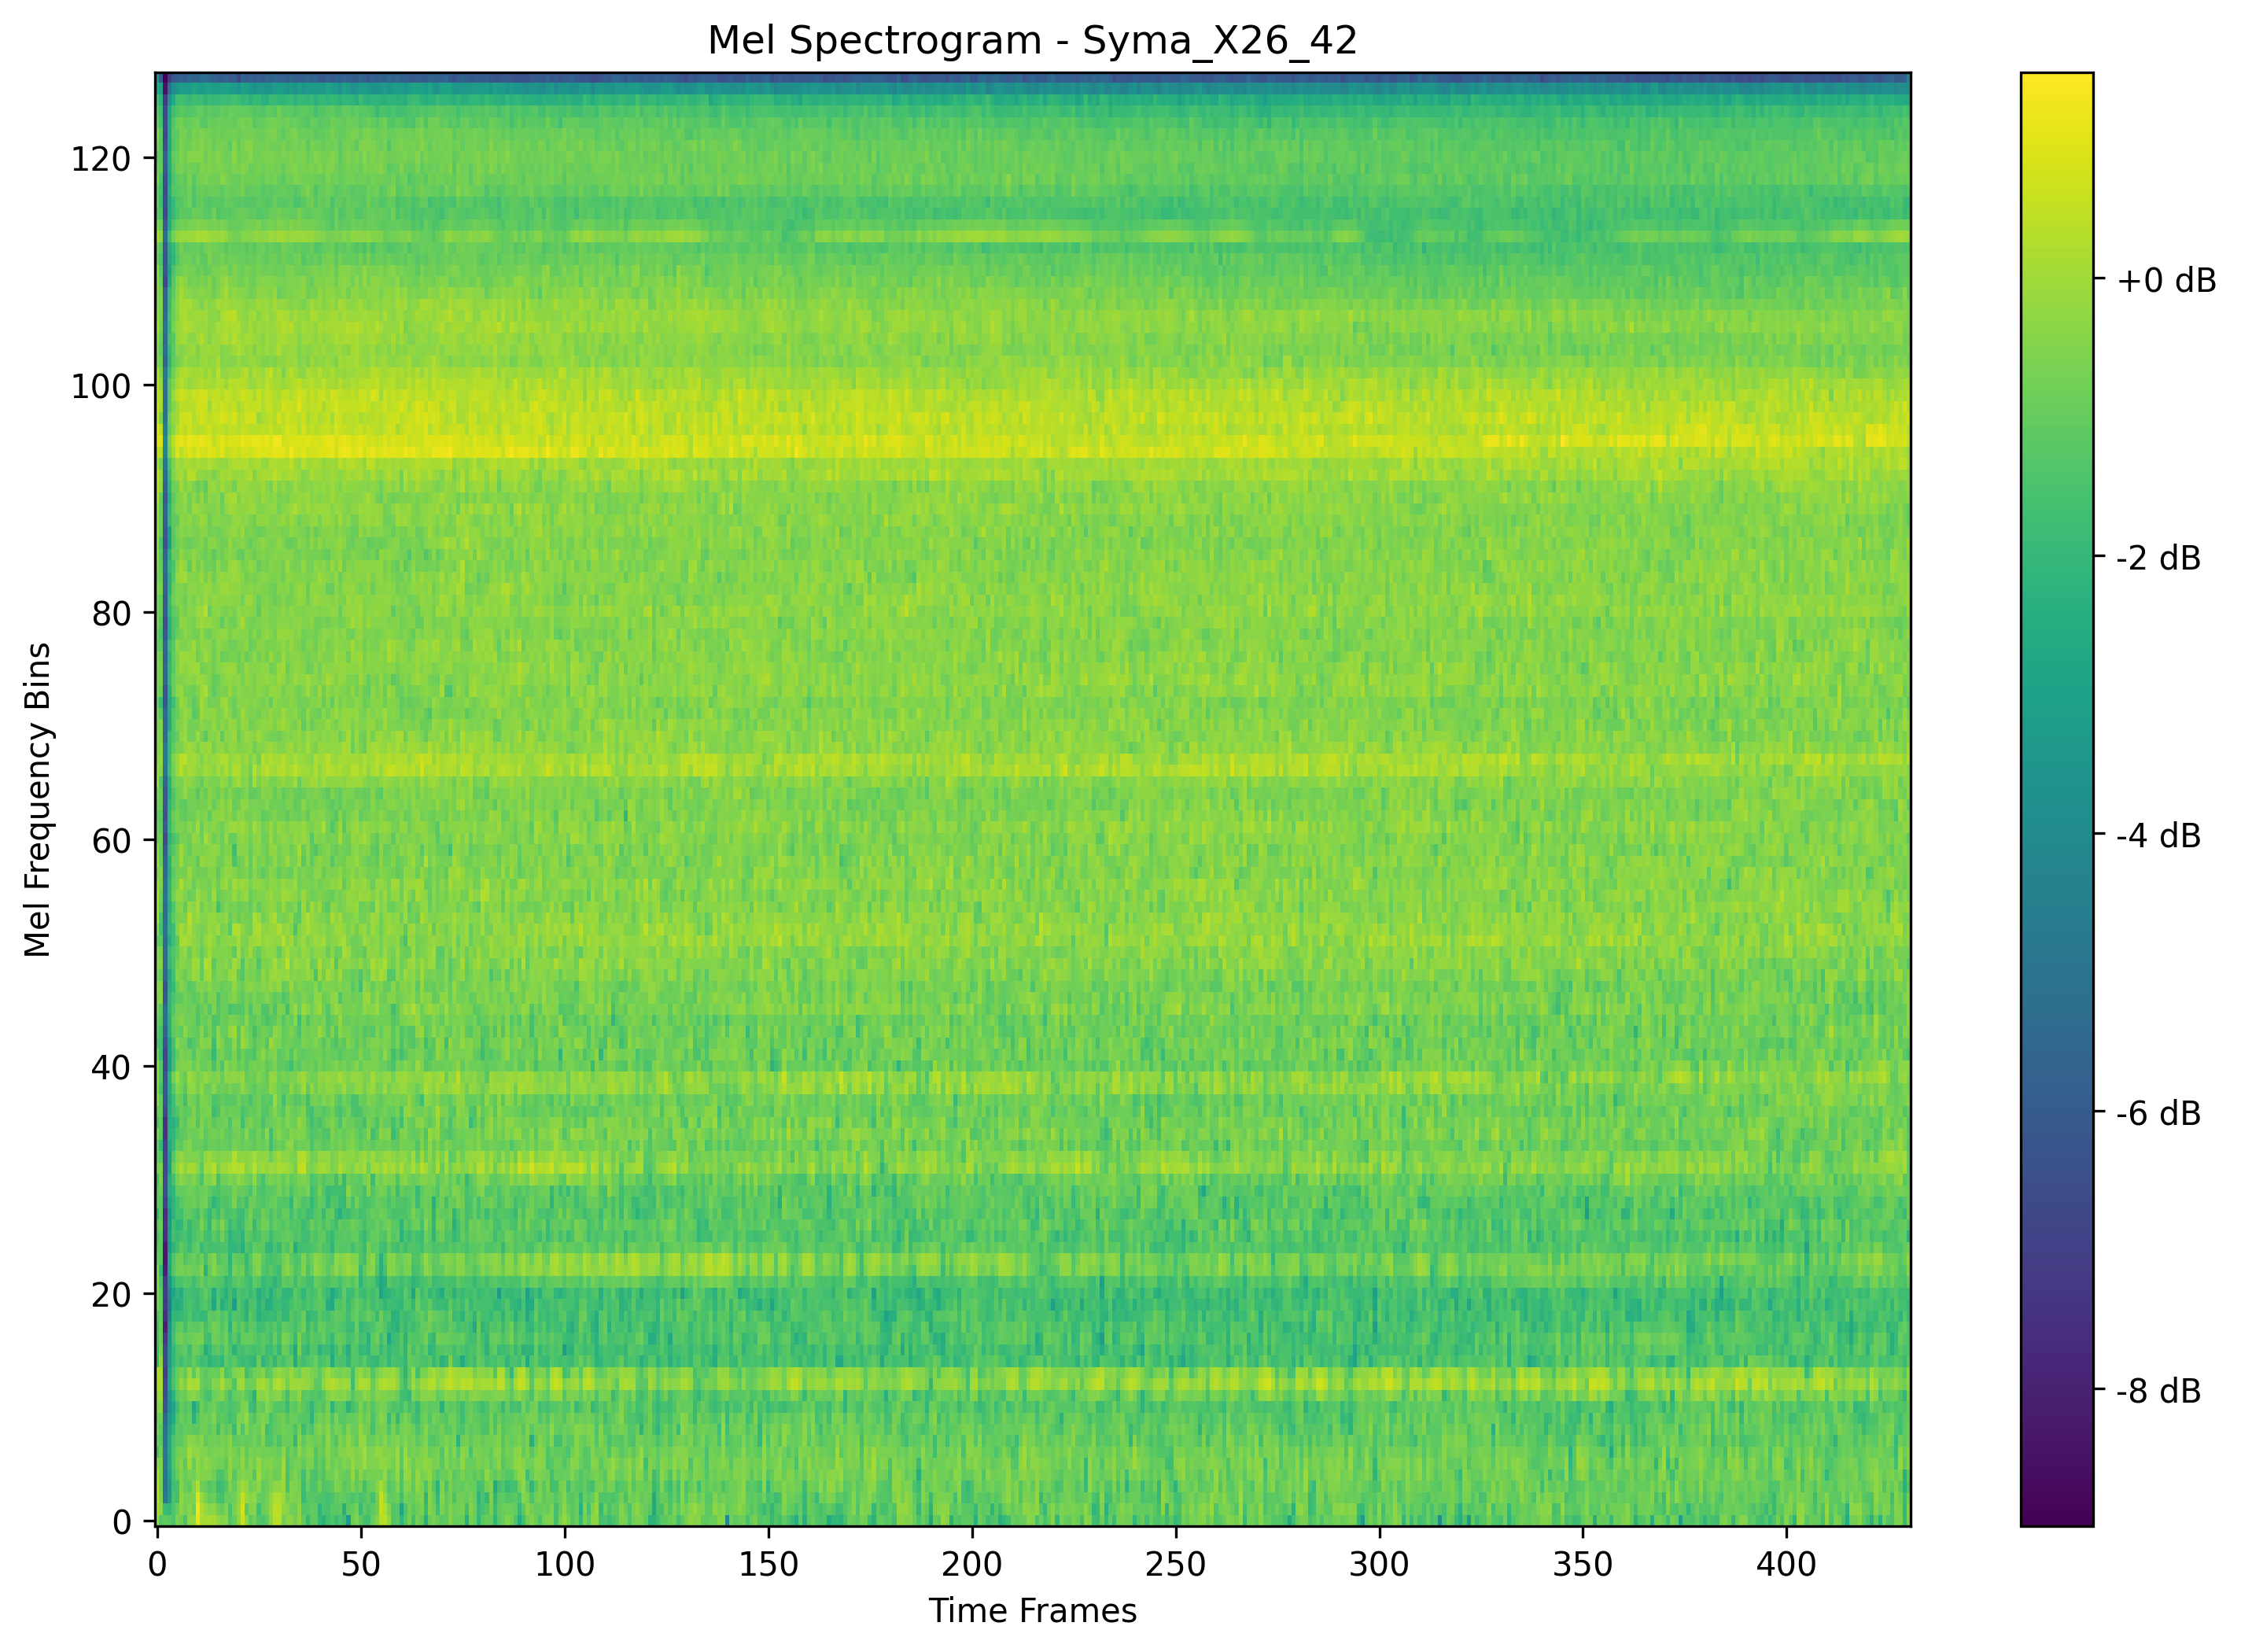 Mel Spectrogram - Syma_X26_42
Mel Frequency Bins
120
100
80
60
40
20
0
0 50 100 150 200 250 300 350 400
Time Frames
+0 dB
-2 dB
-4 dB
-6 dB
-8 dB